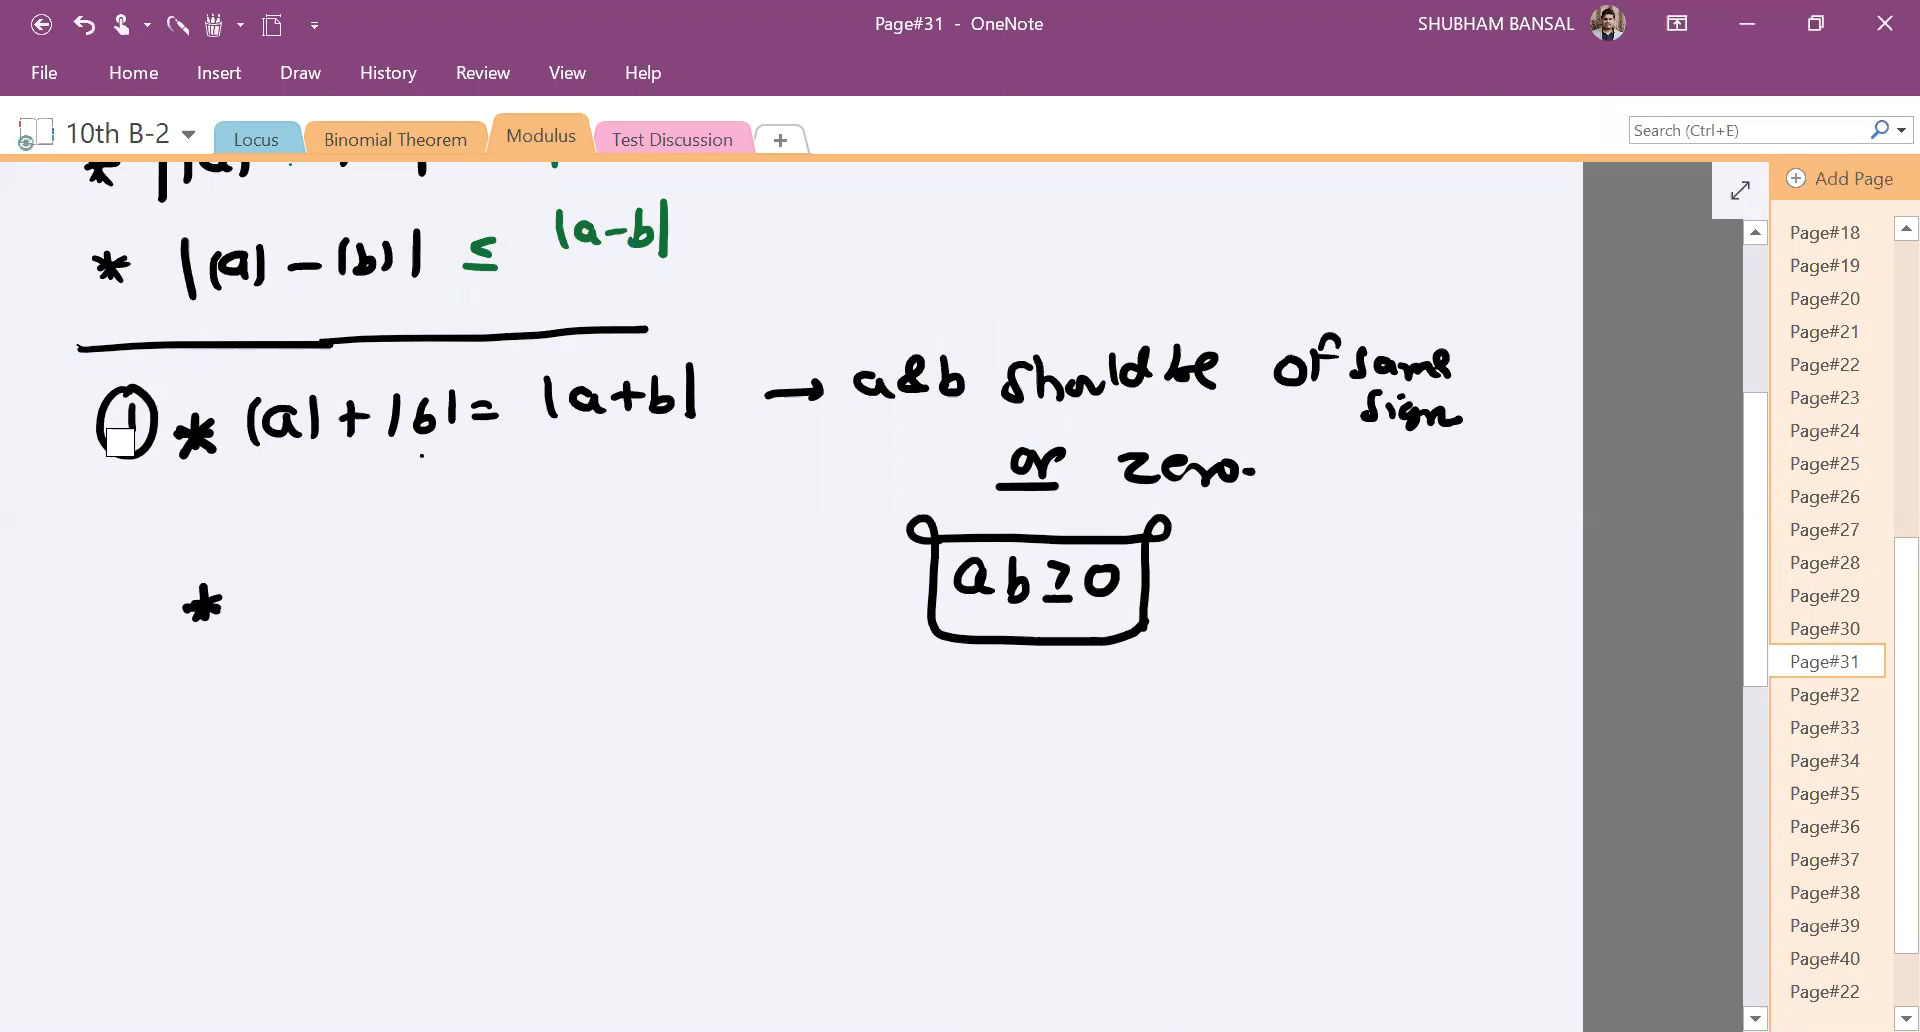 Page#31 - OneNote
SHUBHAM BANSAL
File Home Insert Draw History Review View Help
10th B-2
Locus
Binomial Theorem
Modulus
Test Discussion
Search (Ctrl+E)
* ||a| - |b|| ≤ |a-b|
① * |a| + |b| = |a+b| → a & b should be of same
sign
or zero.
ab ≥ 0
*
Add Page
Page#18
Page#19
Page#20
Page#21
Page#22
Page#23
Page#24
Page#25
Page#26
Page#27
Page#28
Page#29
Page#30
Page#31
Page#32
Page#33
Page#34
Page#35
Page#36
Page#37
Page#38
Page#39
Page#40
Page#22